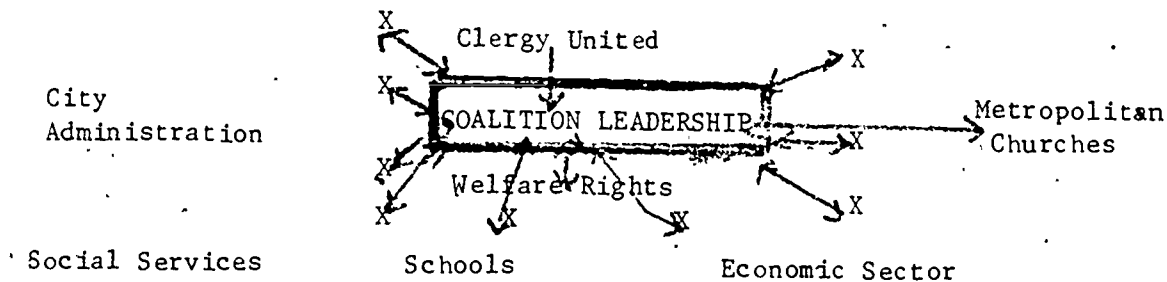 X
Clergy United
X
City
Administration
X
COALITION LEADERSHIP
Metropolitan
Churches
X
X
Welfare Rights
X
X
X
X
Social Services
Schools
Economic Sector